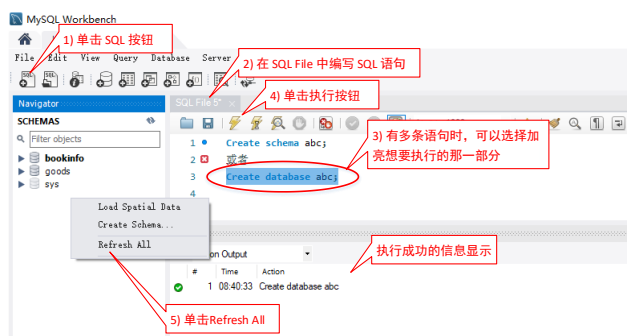 MySQL Workbench
1) 单击 SQL 按钮
File Edit View Query Database Server
2) 在 SQL File 中编写 SQL 语句
Navigator
SQL File 5*
4) 单击执行按钮
SCHEMAS
Filter objects
3) 有多条语句时，可以选择加
亮想要执行的那一部分
1 Create schema abc;
2 或者
3 Create database abc;
4
bookinfo
goods
sys
Load Spatial Data
Create Schema...
Refresh All
on Output
执行成功的信息显示
# Time Action
1 08:40:33 Create database abc
5) 单击Refresh All